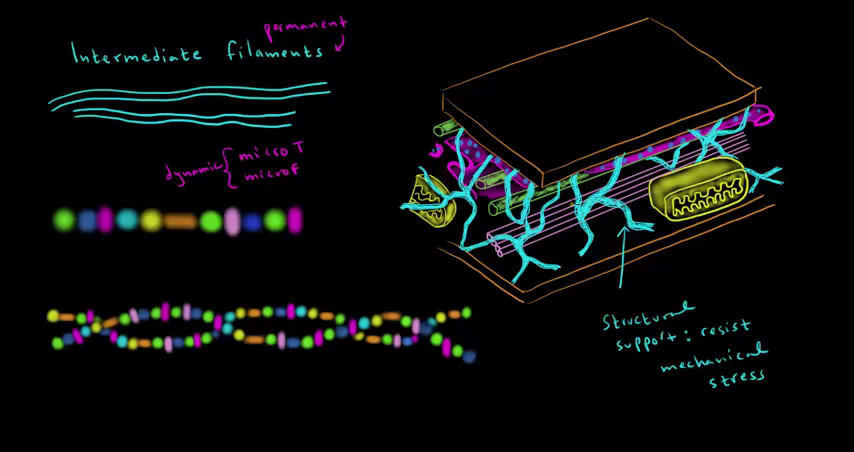 permanent
Intermediate filaments
dynamic { micro T
micro F
Structural
support: resist
mechanical
stress